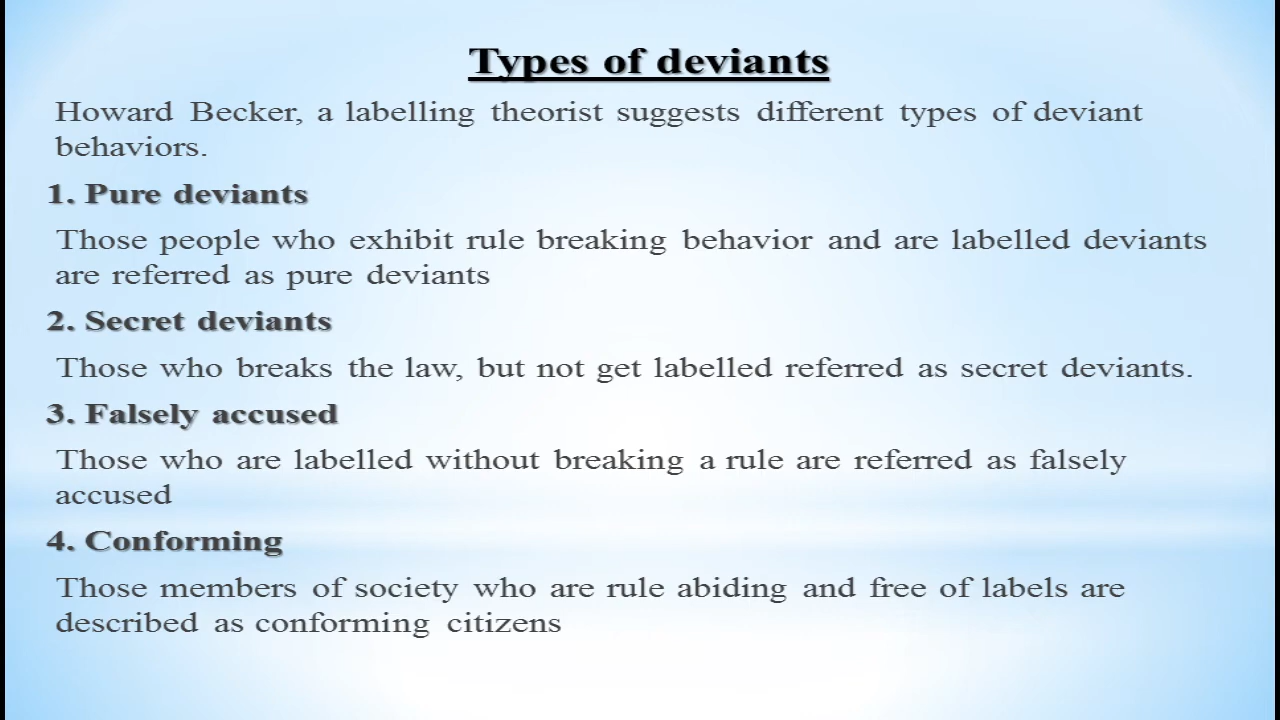 Types of deviants
Howard Becker, a labelling theorist suggests different types of deviant
behaviors.
1. Pure deviants
Those people who exhibit rule breaking behavior and are labelled deviants
are referred as pure deviants
2. Secret deviants
Those who breaks the law, but not get labelled referred as secret deviants.
3. Falsely accused
Those who are labelled without breaking a rule are referred as falsely
accused
4. Conforming
Those members of society who are rule abiding and free of labels are
described as conforming citizens